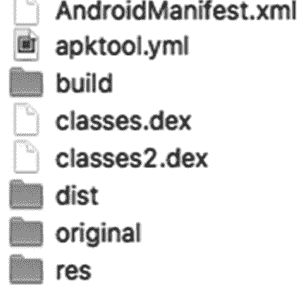 AndroidManifest.xml
apktool.yml
build
classes.dex
classes2.dex
dist
original
res